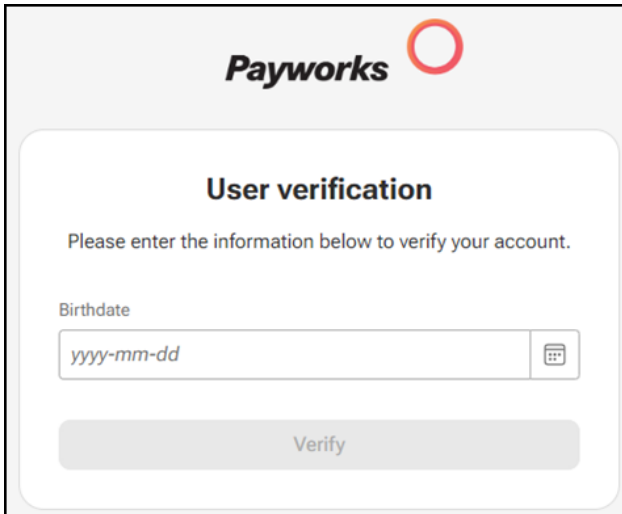 Payworks
User verification
Please enter the information below to verify your account.
Birthdate
yyyy-mm-dd
Verify